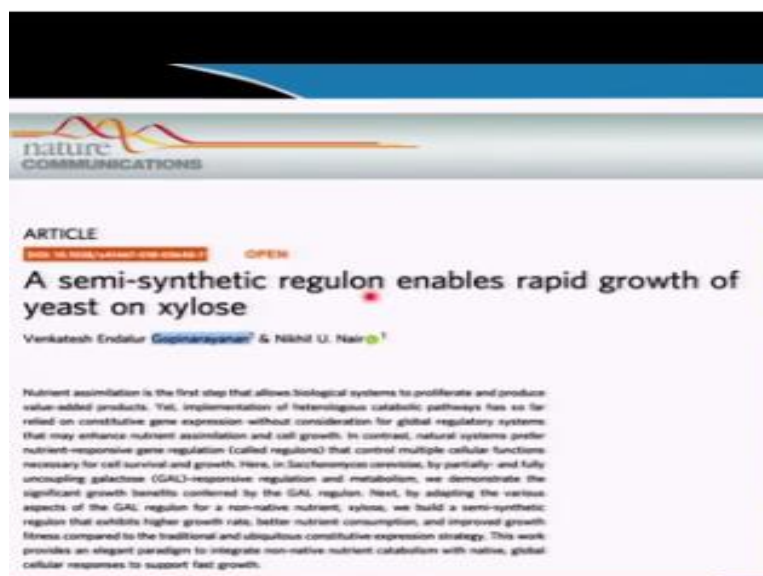 nature
COMMUNICATIONS
ARTICLE
OPEN
A semi-synthetic regulon enables rapid growth of
yeast on xylose
Venkatesh Endalur Gopinarayanan¹ & Nikhil U. Nair¹
Nutrient assimilation is the first step that allows biological systems to proliferate and produce
value-added products. Yet, implementation of heterologous catabolic pathways has so far
relied on constitutive gene expression without consideration for global regulatory systems
that may enhance nutrient assimilation and cell growth. In contrast, natural systems prefer
nutrient-responsive gene regulation (called regulons) that control multiple cellular functions
necessary for cell survival and growth. Here, in Saccharomyces cerevisiae, by partially- and fully
uncoupling galactose (GAL)-responsive regulation and metabolism, we demonstrate the
significant growth benefits conferred by the GAL regulon. Next, by adapting the various
aspects of the GAL regulon for a non-native nutrient, xylose, we build a semi-synthetic
regulon that exhibits higher growth rate, better nutrient consumption, and improved growth
fitness compared to the traditional and ubiquitous constitutive expression strategy. This work
provides an elegant paradigm to integrate non-native nutrient catabolism with native, global
cellular responses to support fast growth.